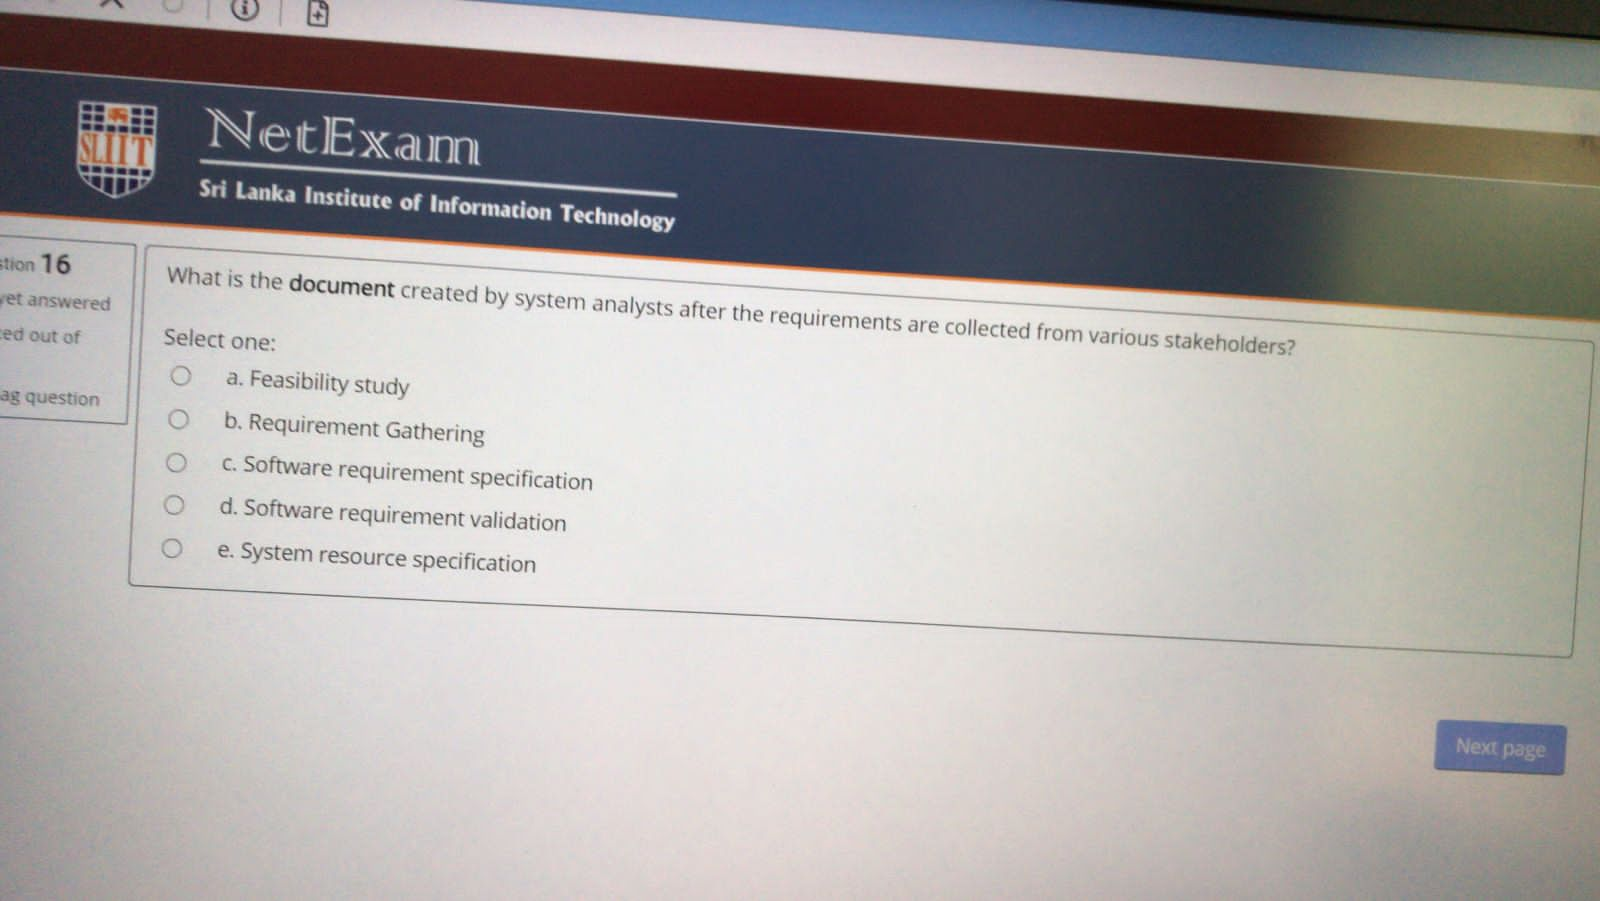 SLIIT
NetExam
Sri Lanka Institute of Information Technology
stion 16
yet answered
ed out of
ag question
What is the document created by system analysts after the requirements are collected from various stakeholders?
Select one:
a. Feasibility study
b. Requirement Gathering
c. Software requirement specification
d. Software requirement validation
e. System resource specification
Next page